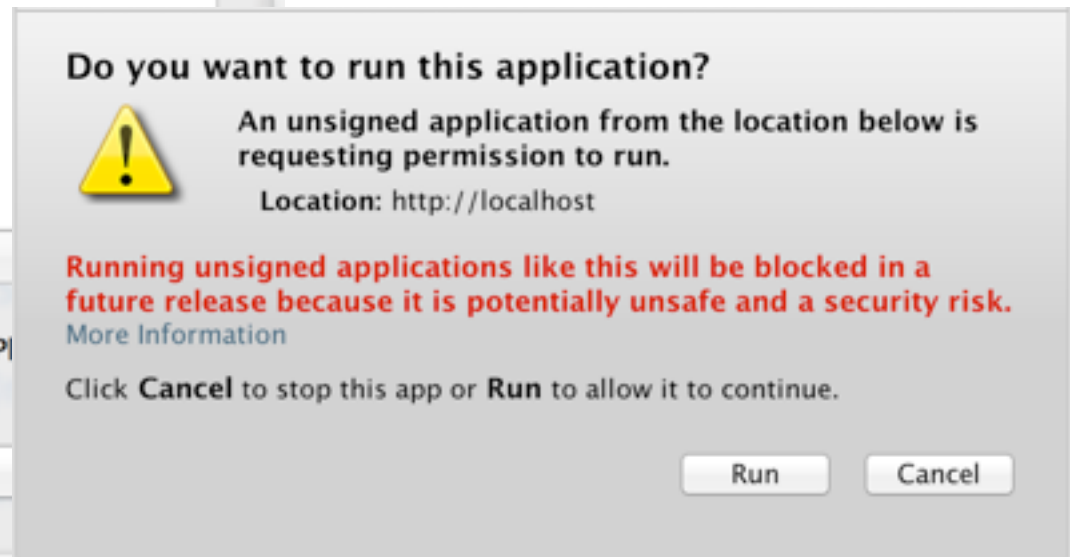 Do you want to run this application?
An unsigned application from the location below is
requesting permission to run.
Location: http://localhost
Running unsigned applications like this will be blocked in a
future release because it is potentially unsafe and a security risk.
More Information
Click Cancel to stop this app or Run to allow it to continue.
Run Cancel